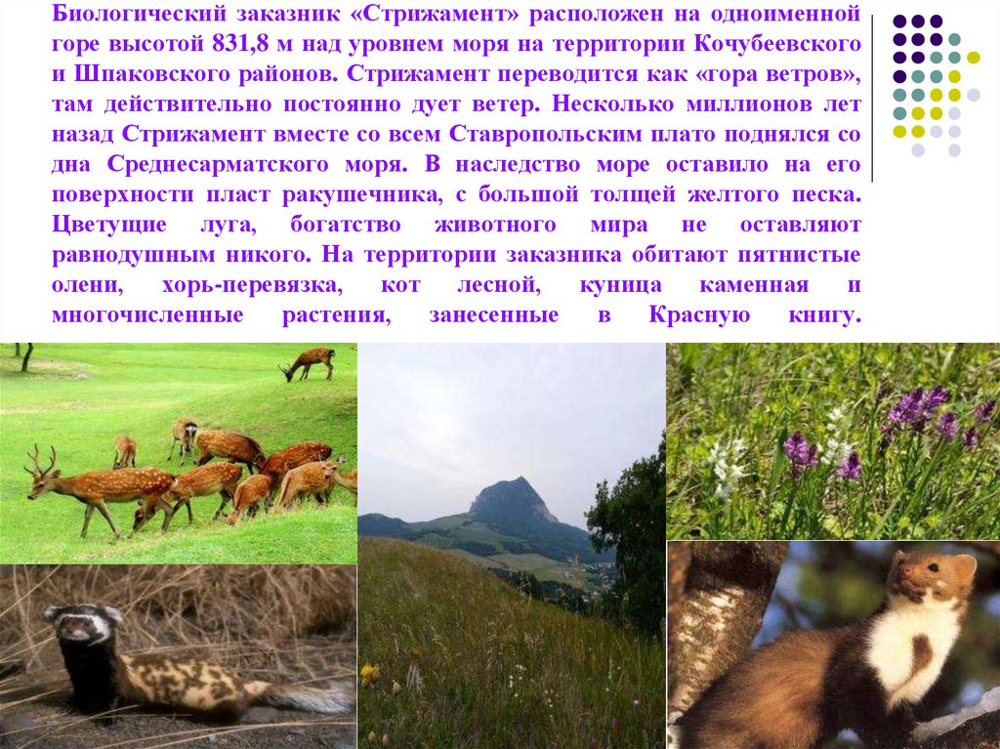 Биологический заказник «Стрижамент» расположен на одноименной
горе высотой 831,8 м над уровнем моря на территории Кочубеевского
и Шпаковского районов. Стрижамент переводится как «гора ветров»,
там действительно постоянно дует ветер. Несколько миллионов лет
назад Стрижамент вместе со всем Ставропольским плато поднялся со
дна Среднесарматского моря. В наследство море оставило на его
поверхности пласт ракушечника, с большой толщей желтого песка.
Цветущие луга, богатство животного мира не оставляют
равнодушным никого. На территории заказника обитают пятнистые
олени, хорь-перевязка, кот лесной, куница каменная и
многочисленные растения, занесенные в Красную книгу.